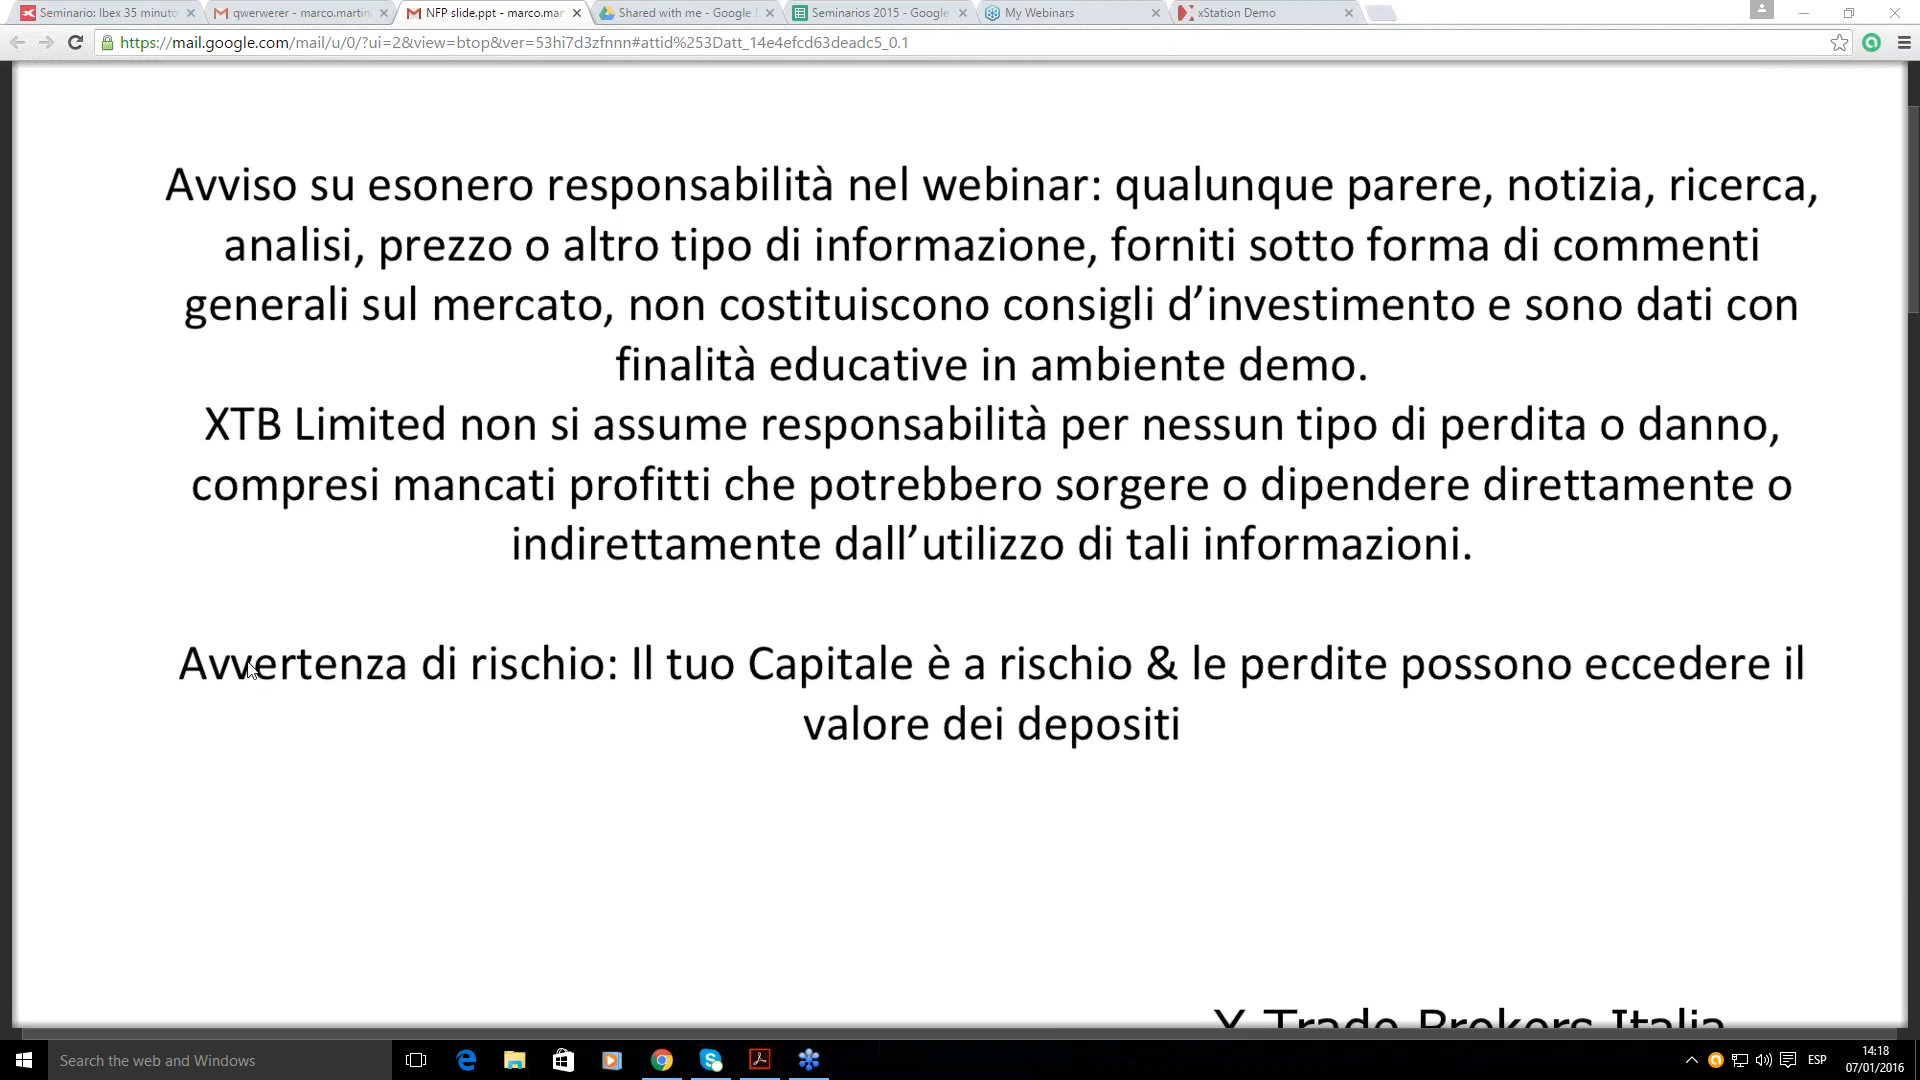 Seminario: Ibex 35 minuto
qwerwerer - marco.martin
NFP slide.ppt - marco.mar
Shared with me - Google
Seminarios 2015 - Google
My Webinars
xStation Demo
https://mail.google.com/mail/u/0/?ui=2&view=btop&ver=53hi7d3zfnnn#attid%253Datt_14e4efcd63deadc5_0.1
Avviso su esonero responsabilità nel webinar: qualunque parere, notizia, ricerca,
analisi, prezzo o altro tipo di informazione, forniti sotto forma di commenti
generali sul mercato, non costituiscono consigli d’investimento e sono dati con
finalità educative in ambiente demo.
XTB Limited non si assume responsabilità per nessun tipo di perdita o danno,
compresi mancati profitti che potrebbero sorgere o dipendere direttamente o
indirettamente dall’utilizzo di tali informazioni.
Avvertenza di rischio: Il tuo Capitale è a rischio & le perdite possono eccedere il
valore dei depositi
X-Trade Brokers Italia
Search the web and Windows
ESP
14:18
07/01/2016